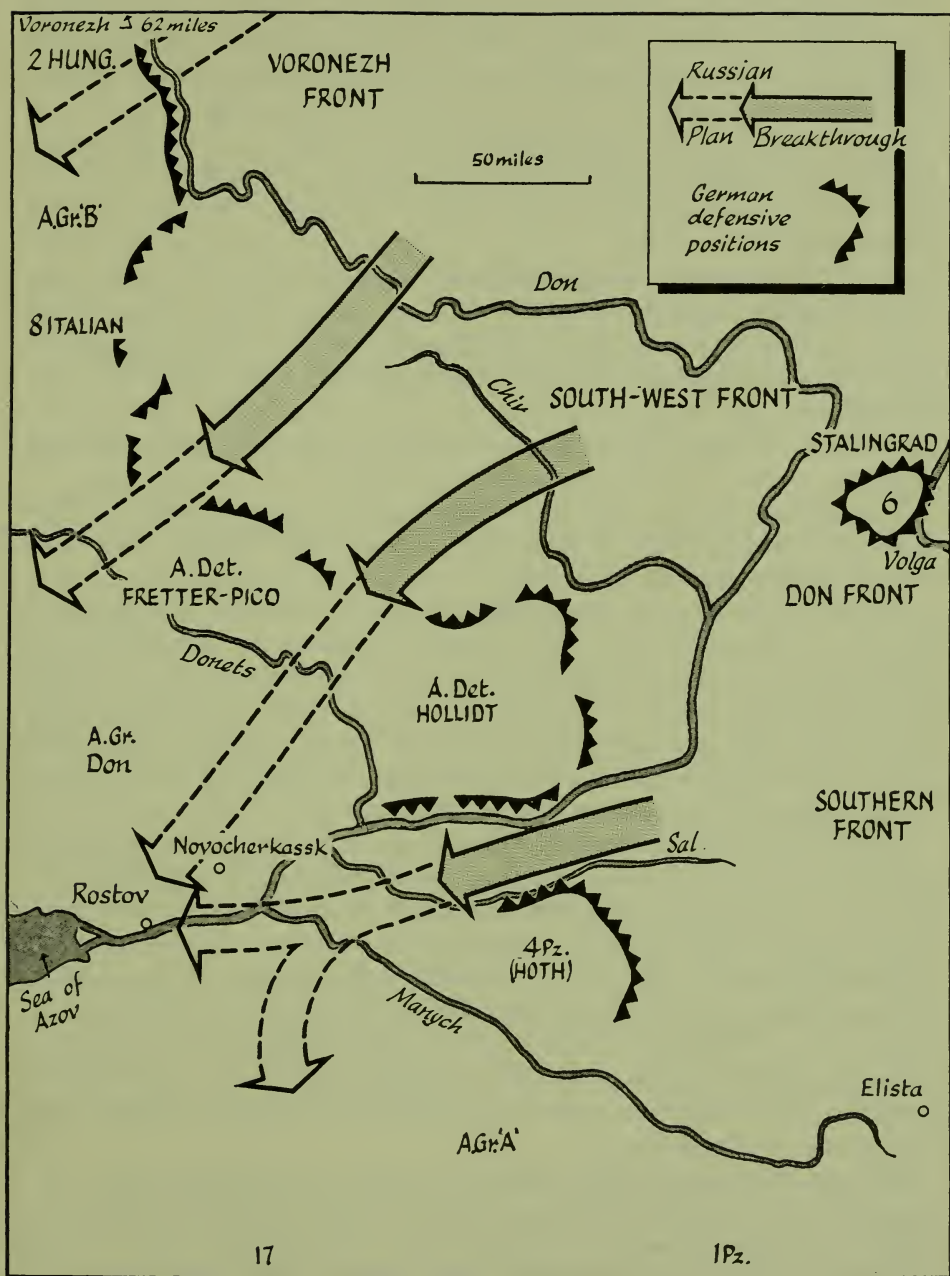 Voronezh 5 62 miles
2 HUNG.
VORONEZH
FRONT
Russian
Plan Breakthrough
German
defensive
positions
50 miles
A.Gr.'B'
8 ITALIAN
Don
Chir
SOUTH-WEST FRONT
STALINGRAD
6
Volga
DON FRONT
A. Det.
FRETTER-PICO
Donets
A. Det.
HOLLIDT
A. Gr.
Don
SOUTHERN
FRONT
Novocherkassk
Sal.
Rostov
4 Pz.
(HOTH)
Sea of
Azov
Manych
Elista
A.Gr.'A'
17
1 Pz.